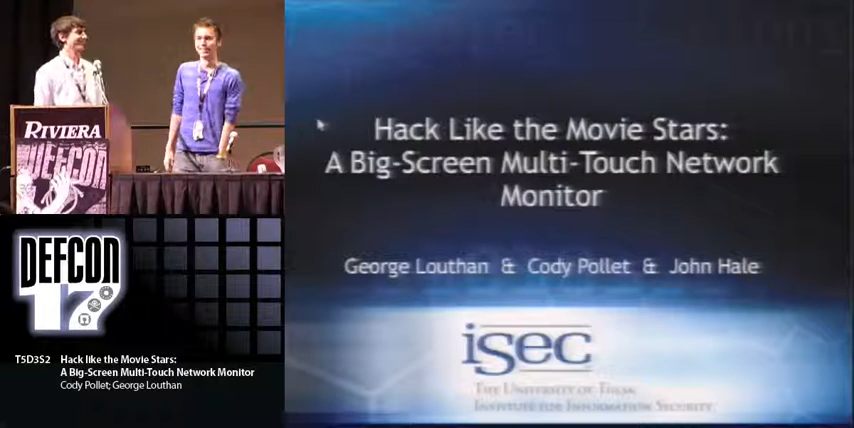 RIVIERA
DEFCON
DEFCON
17
T5D3S2 Hack like the Movie Stars:
A Big-Screen Multi-Touch Network Monitor
Cody Pollet; George Louthan
Hack Like the Movie Stars:
A Big-Screen Multi-Touch Network
Monitor
George Louthan & Cody Pollet & John Hale
isec
THE UNIVERSITY OF TULSA
INSTITUTE FOR INFORMATION SECURITY